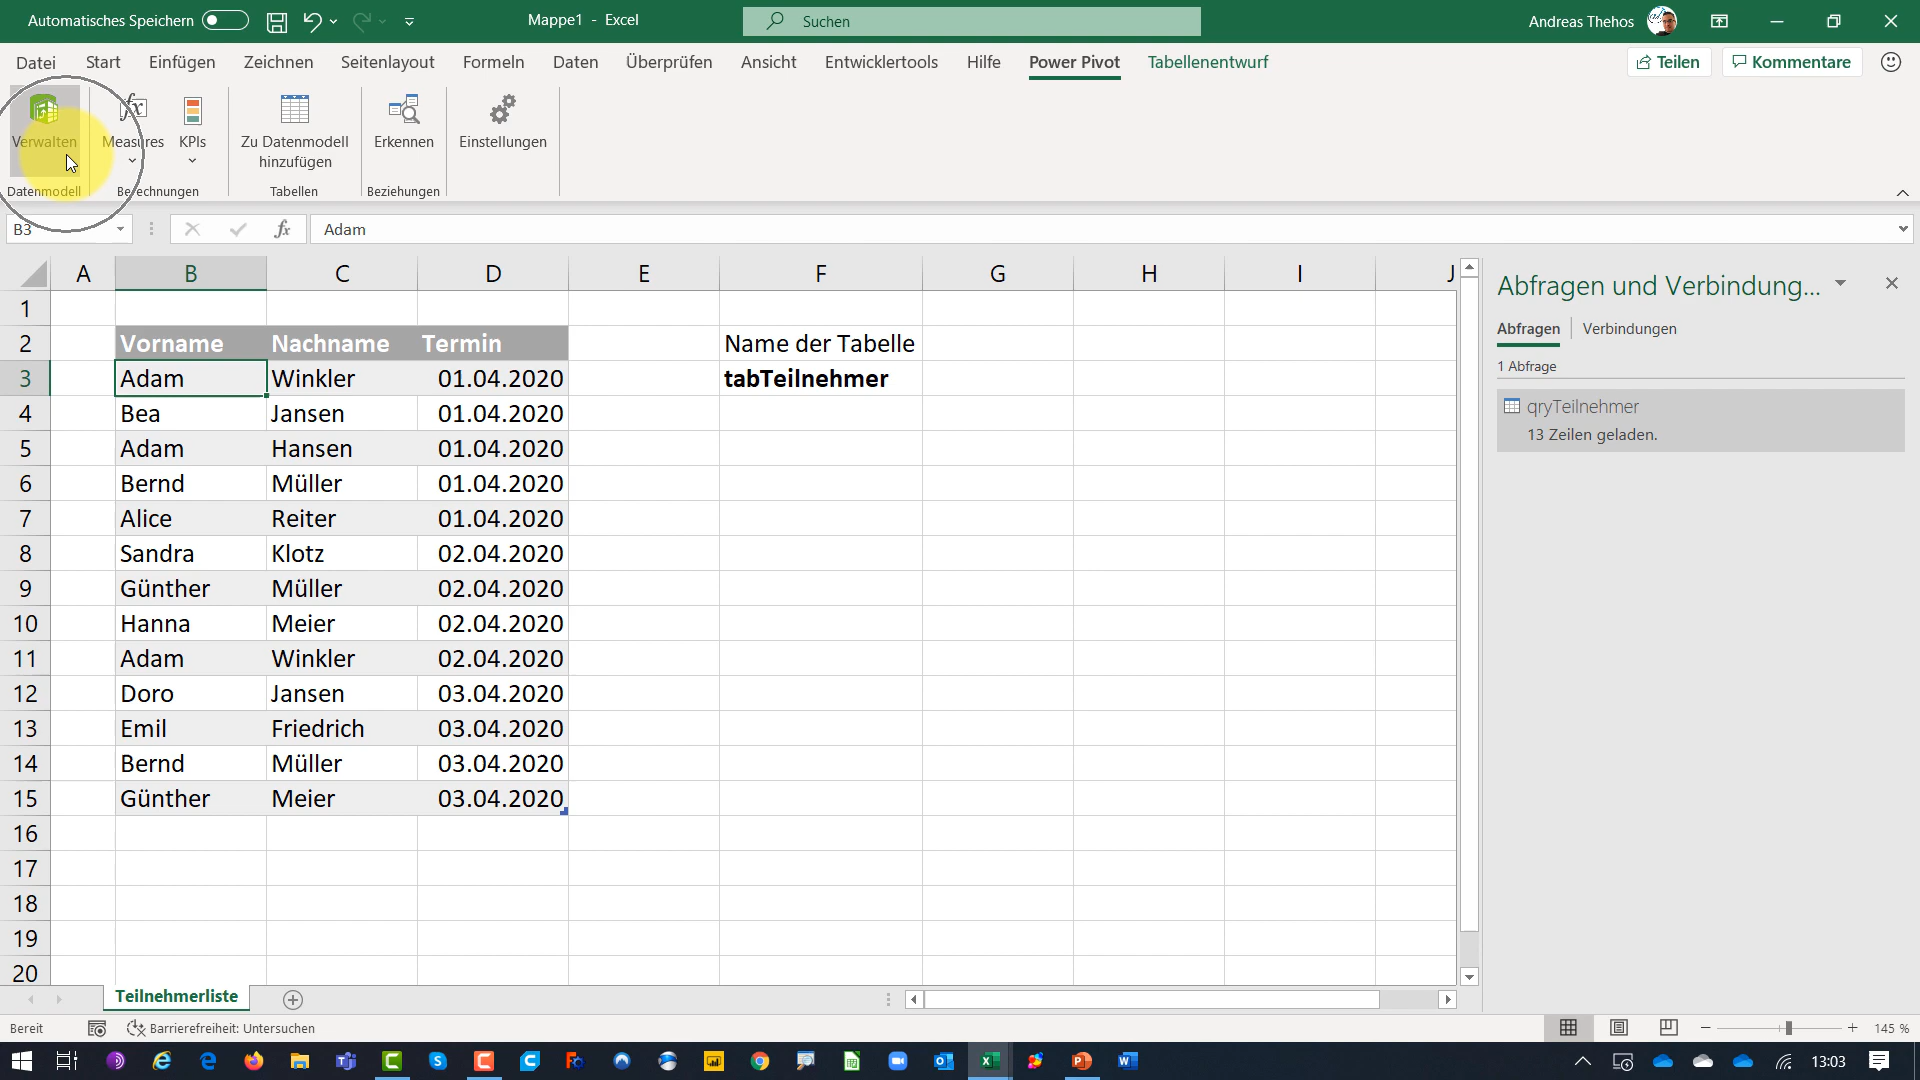 Automatisches Speichern
Mappe1 - Excel
Suchen
Andreas Thehos
Datei Start Einfügen Zeichnen Seitenlayout Formeln Daten Überprüfen Ansicht Entwicklertools Hilfe Power Pivot Tabellenentwurf
Teilen
Kommentare
Verwalten
Measures
KPIs
Zu Datenmodell
hinzufügen
Erkennen
Einstellungen
Datenmodell
Berechnungen
Tabellen
Beziehungen
B3
fx
Adam
A B C D E F G H I J
1
2 Vorname Nachname Termin Name der Tabelle
3 Adam Winkler 01.04.2020 tabTeilnehmer
4 Bea Jansen 01.04.2020
5 Adam Hansen 01.04.2020
6 Bernd Müller 01.04.2020
7 Alice Reiter 01.04.2020
8 Sandra Klotz 02.04.2020
9 Günther Müller 02.04.2020
10 Hanna Meier 02.04.2020
11 Adam Winkler 02.04.2020
12 Doro Jansen 03.04.2020
13 Emil Friedrich 03.04.2020
14 Bernd Müller 03.04.2020
15 Günther Meier 03.04.2020
16
17
18
19
20
Abfragen und Verbindung...
Abfragen Verbindungen
1 Abfrage
qryTeilnehmer
13 Zeilen geladen.
Teilnehmerliste
Bereit
Barrierefreiheit: Untersuchen
145 %
13:03